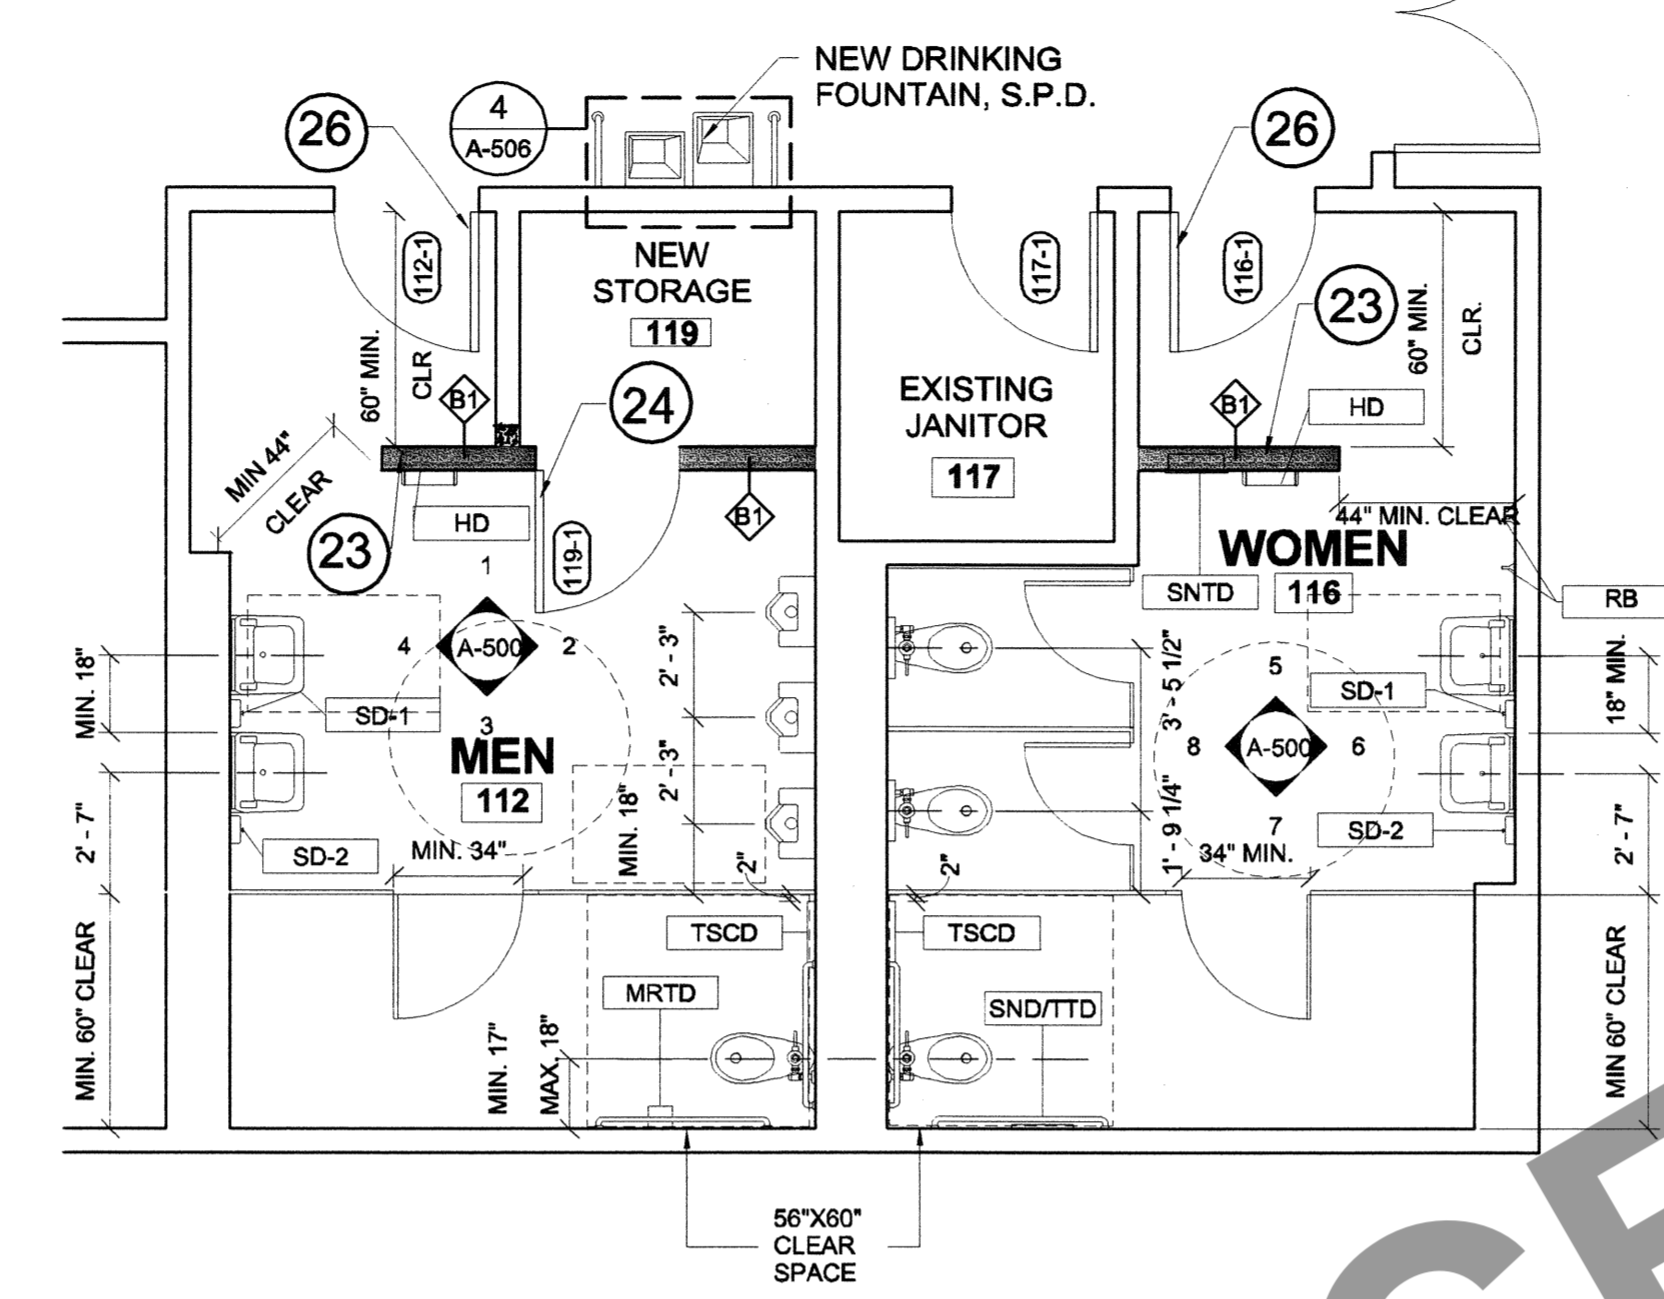 NEW DRINKING
FOUNTAIN, S.P.D.
26
4
A-506
26
112-1
NEW
STORAGE
119
117-1
116-1
23
60" MIN.
CLR
B1
24
EXISTING
JANITOR
117
B1
HD
60" MIN.
CLR.
MIN 44"
CLEAR
23
HD
119-1
B1
44" MIN. CLEAR
WOMEN
116
SNTD
RB
1
4
A-500
2
3
MEN
112
MIN. 18"
2' - 7"
MIN. 60" CLEAR
SD-1
SD-2
MIN. 34"
2' - 3"
2' - 3"
MIN. 18"
2"
2"
3' - 5 1/2"
1' - 9 1/4"
5
8
A-500
6
7
34" MIN.
SD-1
SD-2
18" MIN.
2' - 7"
MIN 60" CLEAR
TSCD
TSCD
MRTD
SND/TTD
MIN. 17"
MAX. 18"
56"X60"
CLEAR
SPACE